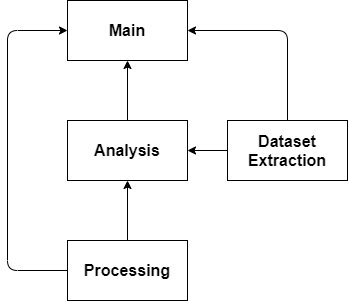 Main
Analysis
Dataset
Extraction
Processing